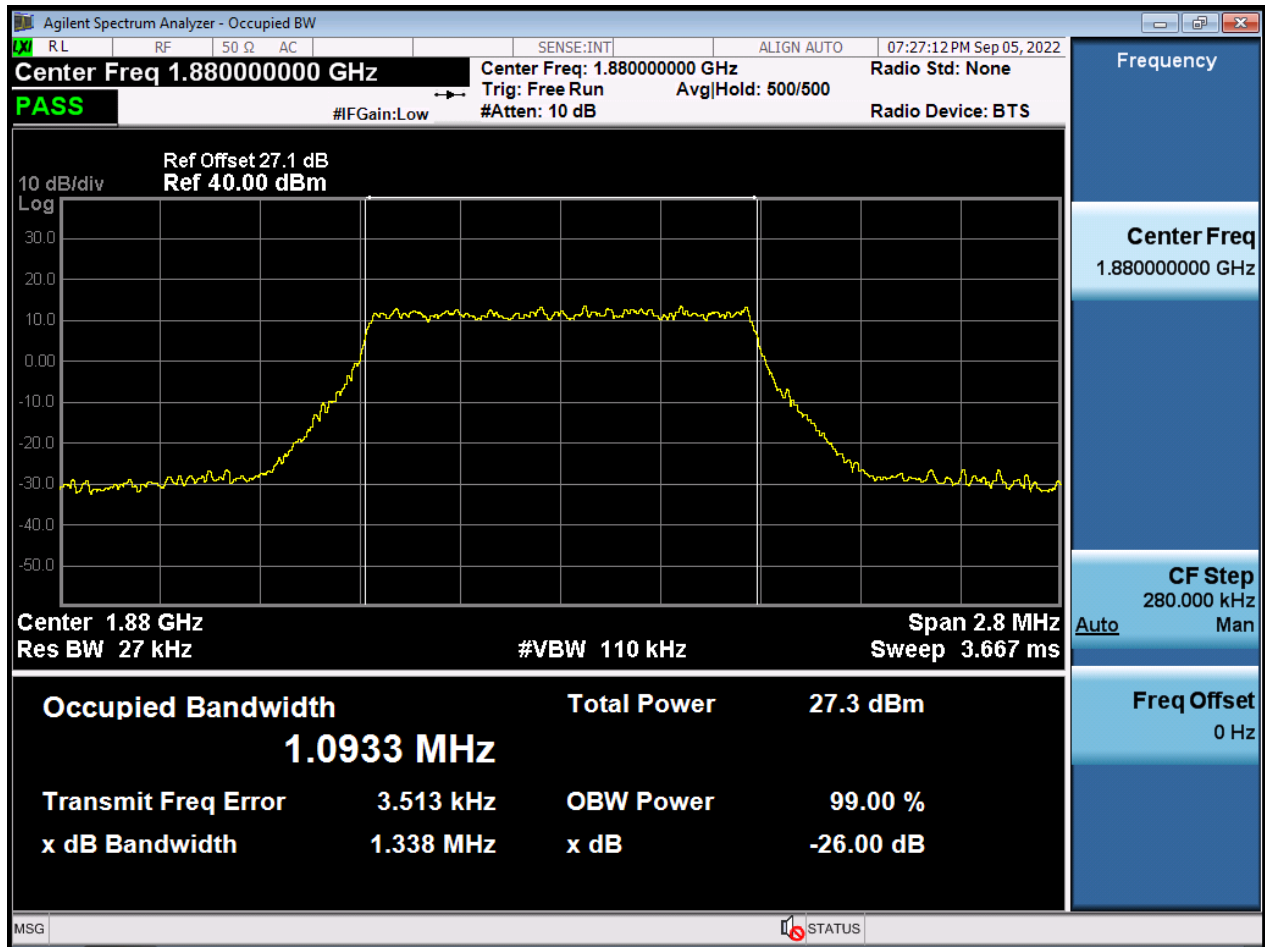 Agilent Spectrum Analyzer - Occupied BW
LXI RL RF 50 Ω AC SENSE:INT ALIGN AUTO 07:27:12 PM Sep 05, 2022
Center Freq 1.880000000 GHz
PASS
#IFGain:Low
Center Freq: 1.880000000 GHz
Trig: Free Run Avg|Hold: 500/500
#Atten: 10 dB
Radio Std: None
Radio Device: BTS
Ref Offset 27.1 dB
10 dB/div Ref 40.00 dBm
Log
30.0
20.0
10.0
0.00
-10.0
-20.0
-30.0
-40.0
-50.0
Center 1.88 GHz Span 2.8 MHz
Res BW 27 kHz #VBW 110 kHz Sweep 3.667 ms
Occupied Bandwidth Total Power 27.3 dBm
1.0933 MHz
Transmit Freq Error 3.513 kHz OBW Power 99.00 %
x dB Bandwidth 1.338 MHz x dB -26.00 dB
MSG STATUS
Frequency
Center Freq
1.880000000 GHz
CF Step
280.000 kHz
Auto Man
Freq Offset
0 Hz